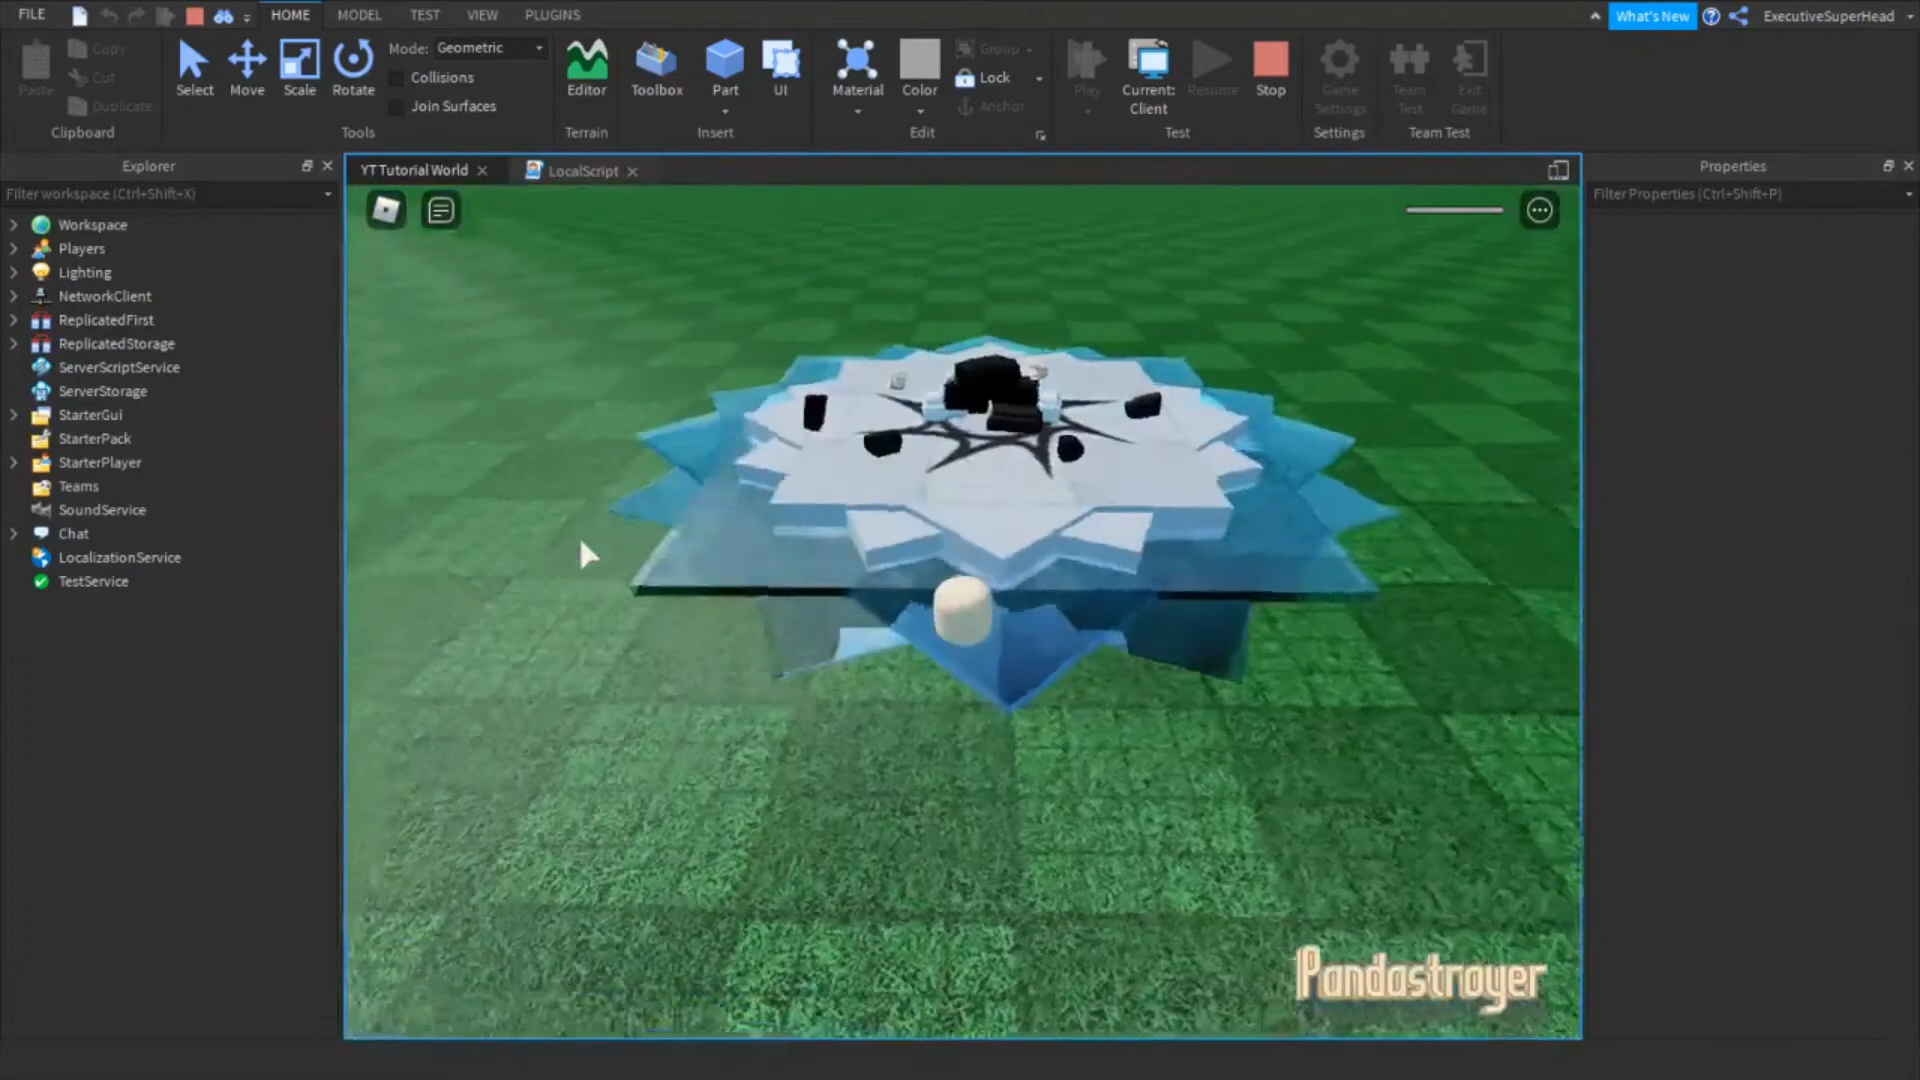 FILE
HOME
MODEL
TEST
VIEW
PLUGINS
What's New
ExecutiveSuperHead
Paste
Copy
Cut
Duplicate
Clipboard
Select
Move
Scale
Rotate
Mode: Geometric
Collisions
Join Surfaces
Tools
Editor
Terrain
Toolbox
Part
UI
Insert
Material
Color
Group
Lock
Anchor
Edit
Play
Current:
Client
Resume
Stop
Test
Game
Settings
Settings
Team
Test
Exit
Game
Team Test
Explorer
Filter workspace (Ctrl+Shift+X)
Workspace
Players
Lighting
NetworkClient
ReplicatedFirst
ReplicatedStorage
ServerScriptService
ServerStorage
StarterGui
StarterPack
StarterPlayer
Teams
SoundService
Chat
LocalizationService
TestService
YT Tutorial World
LocalScript
Properties
Filter Properties (Ctrl+Shift+P)
Pandastrayer